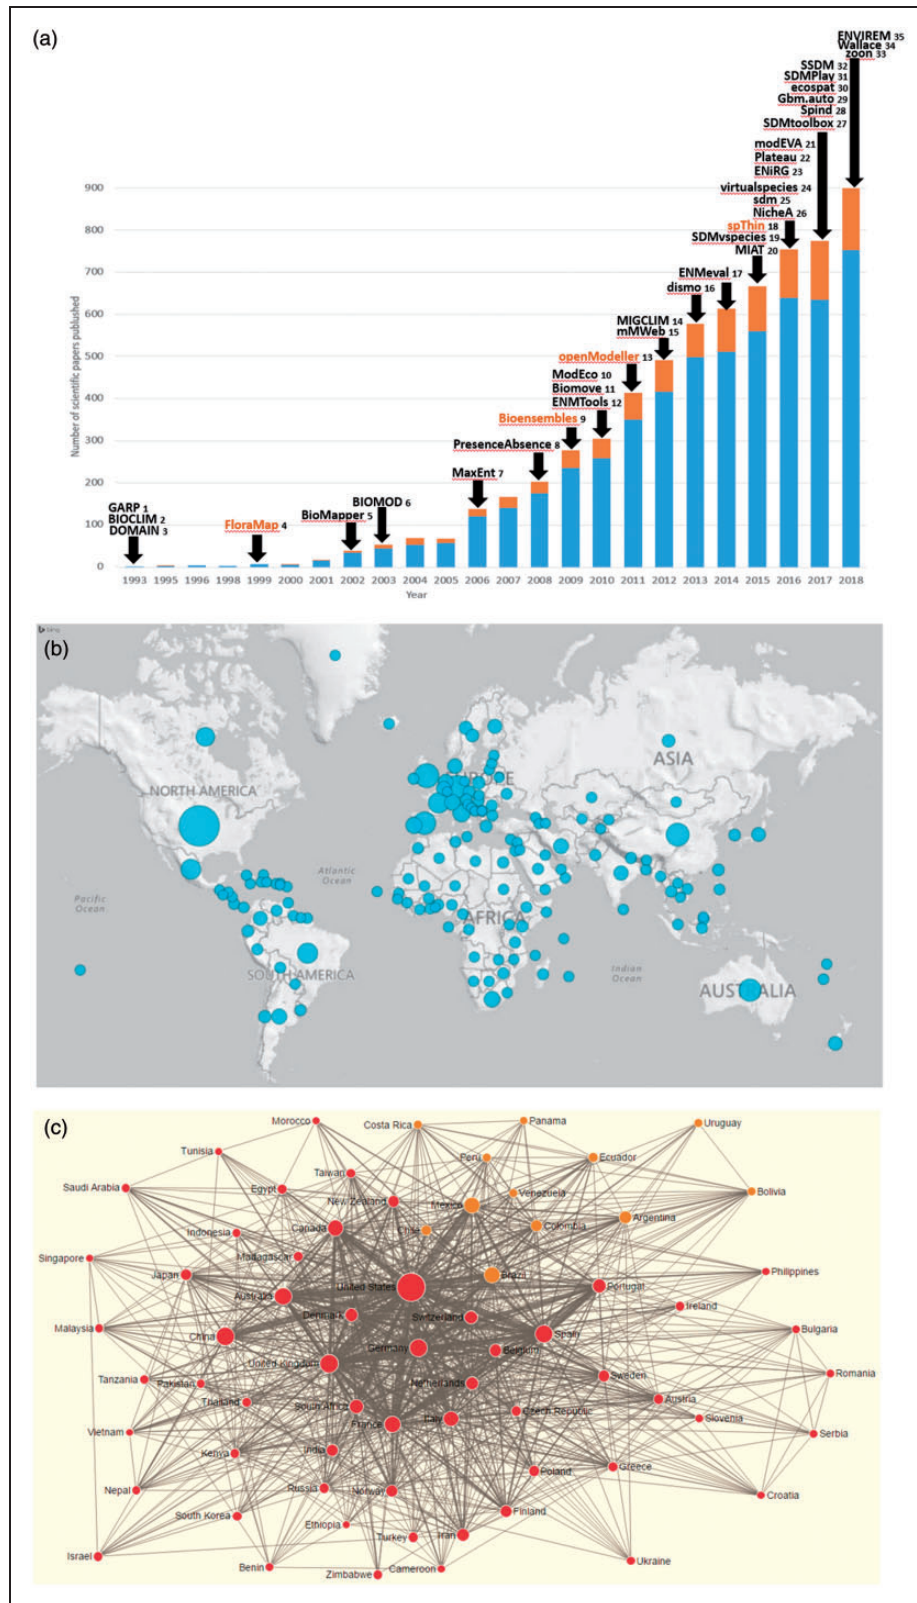 (a)
ENVIREM 35
Wallace 34
zoon 33
SSDM 32
SDMPlay 31
ecospat 30
Gbm.auto 29
Spind 28
SDMtoolbox 27
modEVA 21
Plateau 22
ENiRG 23
virtualspecies 24
sdm 25
NicheA 26
spThin 18
SDMvspecies 19
MIAT 20
ENMeval 17
dismo 16
MIGCLIM 14
mMWeb 15
openModeller 13
ModEco 10
Biomove 11
ENMTools 12
Bioensembles 9
PresenceAbsence 8
MaxEnt 7
BIOMOD 6
BioMapper 5
FloraMap 4
GARP 1
BIOCLIM 2
DOMAIN 3
Number of scientific papers publushed
900
800
700
600
500
400
300
200
100
0
1993 1995 1996 1998 1999 2000 2001 2002 2003 2004 2005 2006 2007 2008 2009 2010 2011 2012 2013 2014 2015 2016 2017 2018
Year
bing
(b)
ASIA
EUROPE
NORTH AMERICA
Atlantic
Ocean
Pacific
Ocean
AFRICA
SOUTH AMERICA
Indian
Ocean
AUSTRALIA
(c)
Morocco
Costa Rica
Panama
Uruguay
Tunisia
Taiwan
Perú
Ecuador
Saudi Arabia
Egypt
New Zealand
Mexico
Venezuela
Bolivia
Indonesia
Canada
Chile
Colombia
Argentina
Singapore
Madagascar
Japan
United States
Brazil
Portugal
Philippines
Australia
Denmark
Switzerland
Ireland
Malaysia
China
Germany
Belgium
Spain
Bulgaria
United Kingdom
Tanzania
Pakistan
Netherlands
Sweden
Romania
Thailand
South Africa
France
Italy
Czech Republic
Austria
Slovenia
Serbia
Vietnam
Kenya
India
Poland
Greece
Nepal
Russia
Norway
Croatia
South Korea
Ethiopia
Turkey
Iran
Finland
Israel
Benin
Zimbabwe
Cameroon
Ukraine